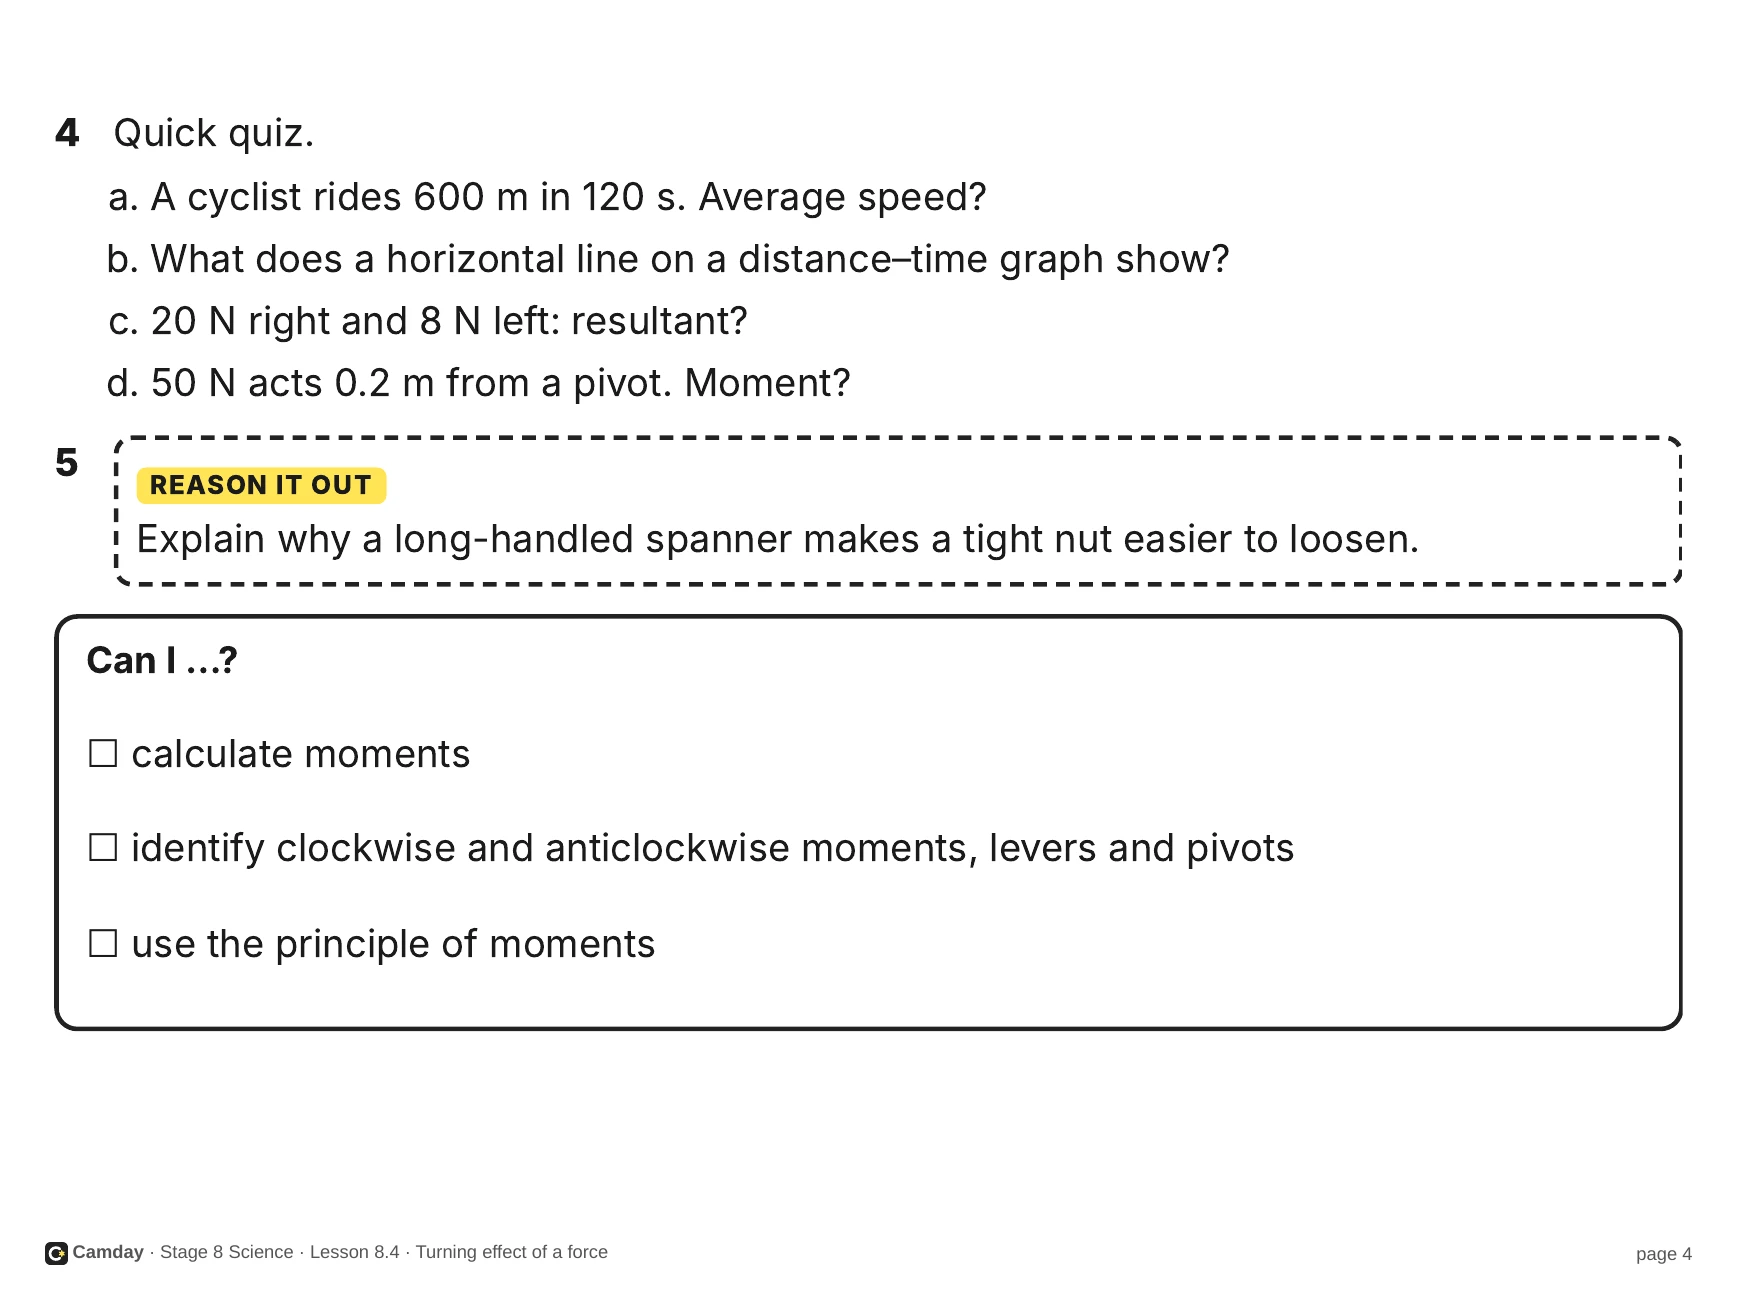 4 Quick quiz.
a. A cyclist rides 600 m in 120 s. Average speed?
b. What does a horizontal line on a distance–time graph show?
c. 20 N right and 8 N left: resultant?
d. 50 N acts 0.2 m from a pivot. Moment?
5
REASON IT OUT
Explain why a long-handled spanner makes a tight nut easier to loosen.
Can I …?
☐ calculate moments
☐ identify clockwise and anticlockwise moments, levers and pivots
☐ use the principle of moments
Camday · Stage 8 Science · Lesson 8.4 · Turning effect of a force
page 4